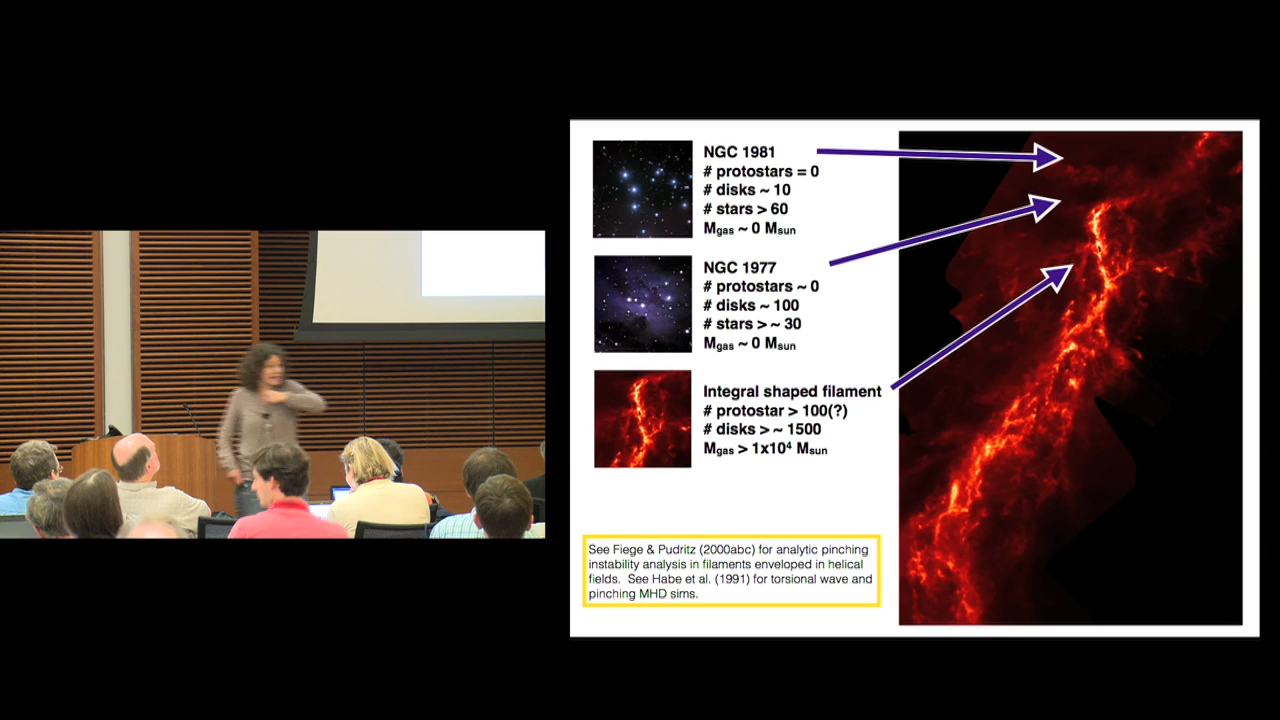 NGC 1981
# protostars = 0
# disks ~ 10
# stars > 60
Mgas ~ 0 Msun
NGC 1977
# protostars ~ 0
# disks ~ 100
# stars > ~ 30
Mgas ~ 0 Msun
Integral shaped filament
# protostar > 100(?)
# disks > ~ 1500
Mgas > 1x10⁴ Msun
See Fiege & Pudritz (2000abc) for analytic pinching
instability analysis in filaments enveloped in helical
fields. See Habe et al. (1991) for torsional wave and
pinching MHD sims.